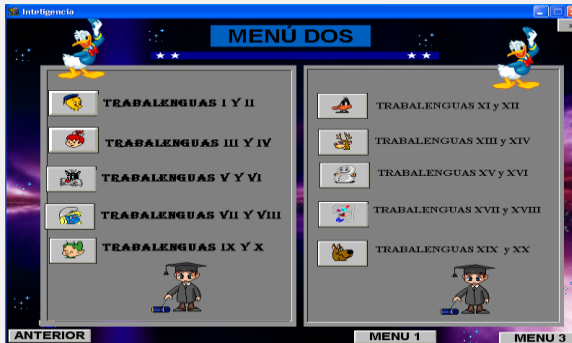 Inteligencia
MENÚ DOS
TRABALENGUAS I Y II
TRABALENGUAS III Y IV
TRABALENGUAS V Y VI
TRABALENGUAS VII Y VIII
TRABALENGUAS IX Y X
TRABALENGUAS XI y XII
TRABALENGUAS XIII y XIV
TRABALENGUAS XV y XVI
TRABALENGUAS XVII y XVIII
TRABALENGUAS XIX y XX
ANTERIOR
MENU 1
MENU 3